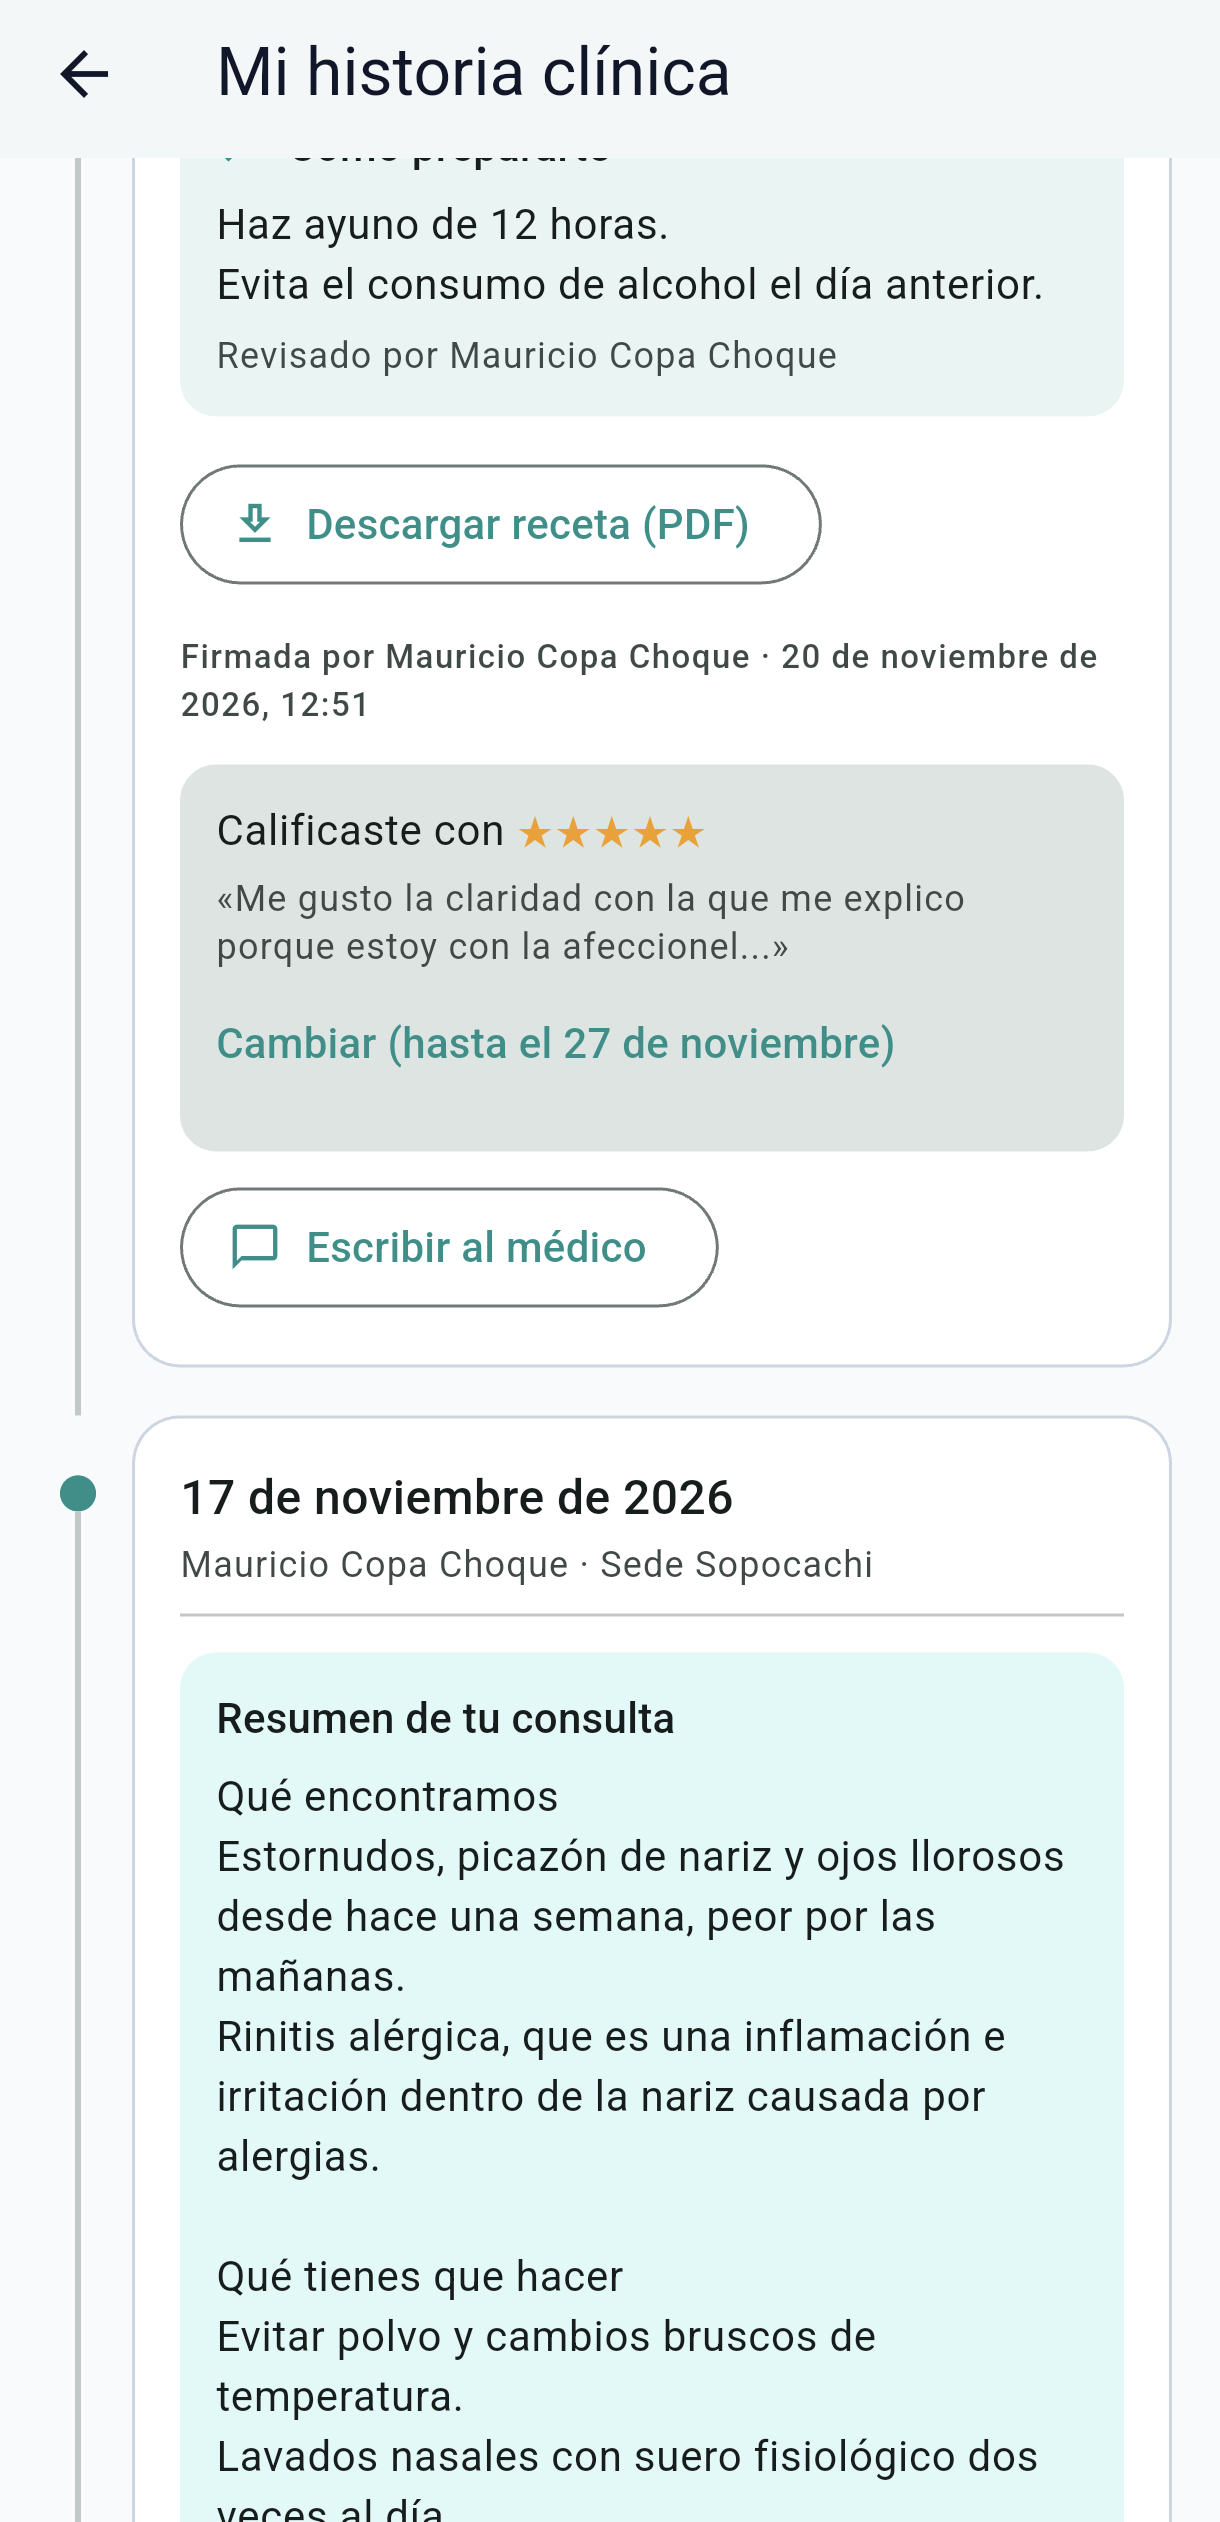 Mi historia clínica
Cómo prepararte
Haz ayuno de 12 horas.
Evita el consumo de alcohol el día anterior.
Revisado por Mauricio Copa Choque
Descargar receta (PDF)
Firmada por Mauricio Copa Choque · 20 de noviembre de
2026, 12:51
Calificaste con ★★★★★
«Me gusto la claridad con la que me explico
porque estoy con la afeccionel...»
Cambiar (hasta el 27 de noviembre)
Escribir al médico
17 de noviembre de 2026
Mauricio Copa Choque · Sede Sopocachi
Resumen de tu consulta
Qué encontramos
Estornudos, picazón de nariz y ojos llorosos
desde hace una semana, peor por las
mañanas.
Rinitis alérgica, que es una inflamación e
irritación dentro de la nariz causada por
alergias.
Qué tienes que hacer
Evitar polvo y cambios bruscos de
temperatura.
Lavados nasales con suero fisiológico dos
veces al día